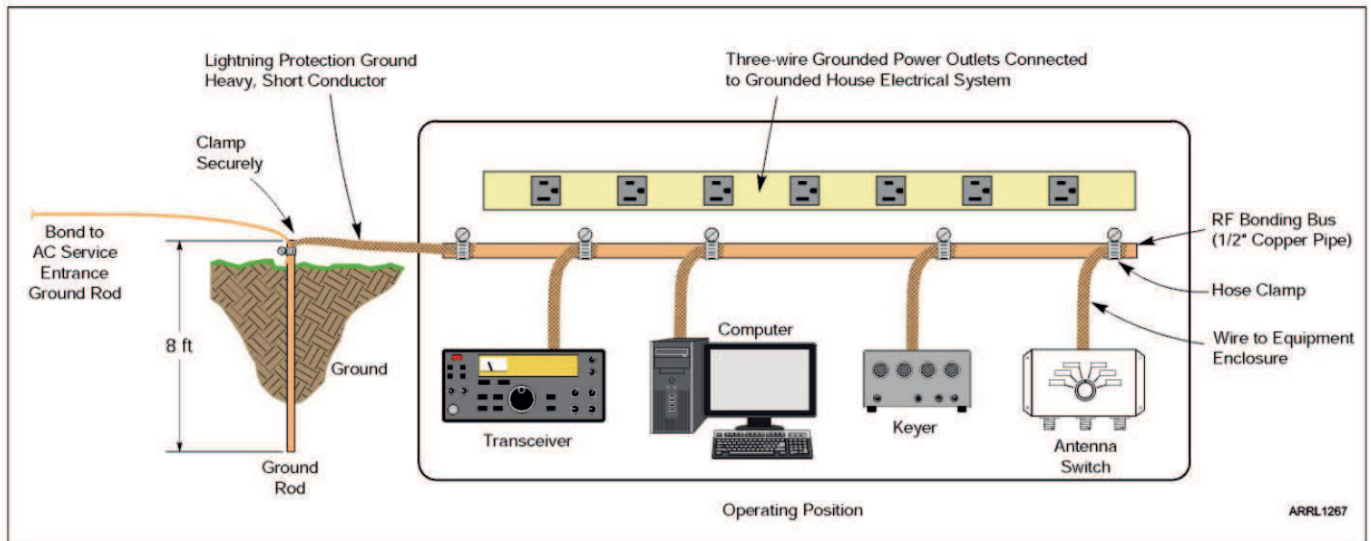 Lightning Protection Ground
Heavy, Short Conductor
Three-wire Grounded Power Outlets Connected
to Grounded House Electrical System
Clamp
Securely
Bond to
AC Service
Entrance
Ground Rod
RF Bonding Bus
(1/2" Copper Pipe)
Hose Clamp
Wire to Equipment
Enclosure
8 ft
Ground
Computer
Transceiver
Keyer
Antenna
Switch
Ground
Rod
Operating Position
ARRL1267